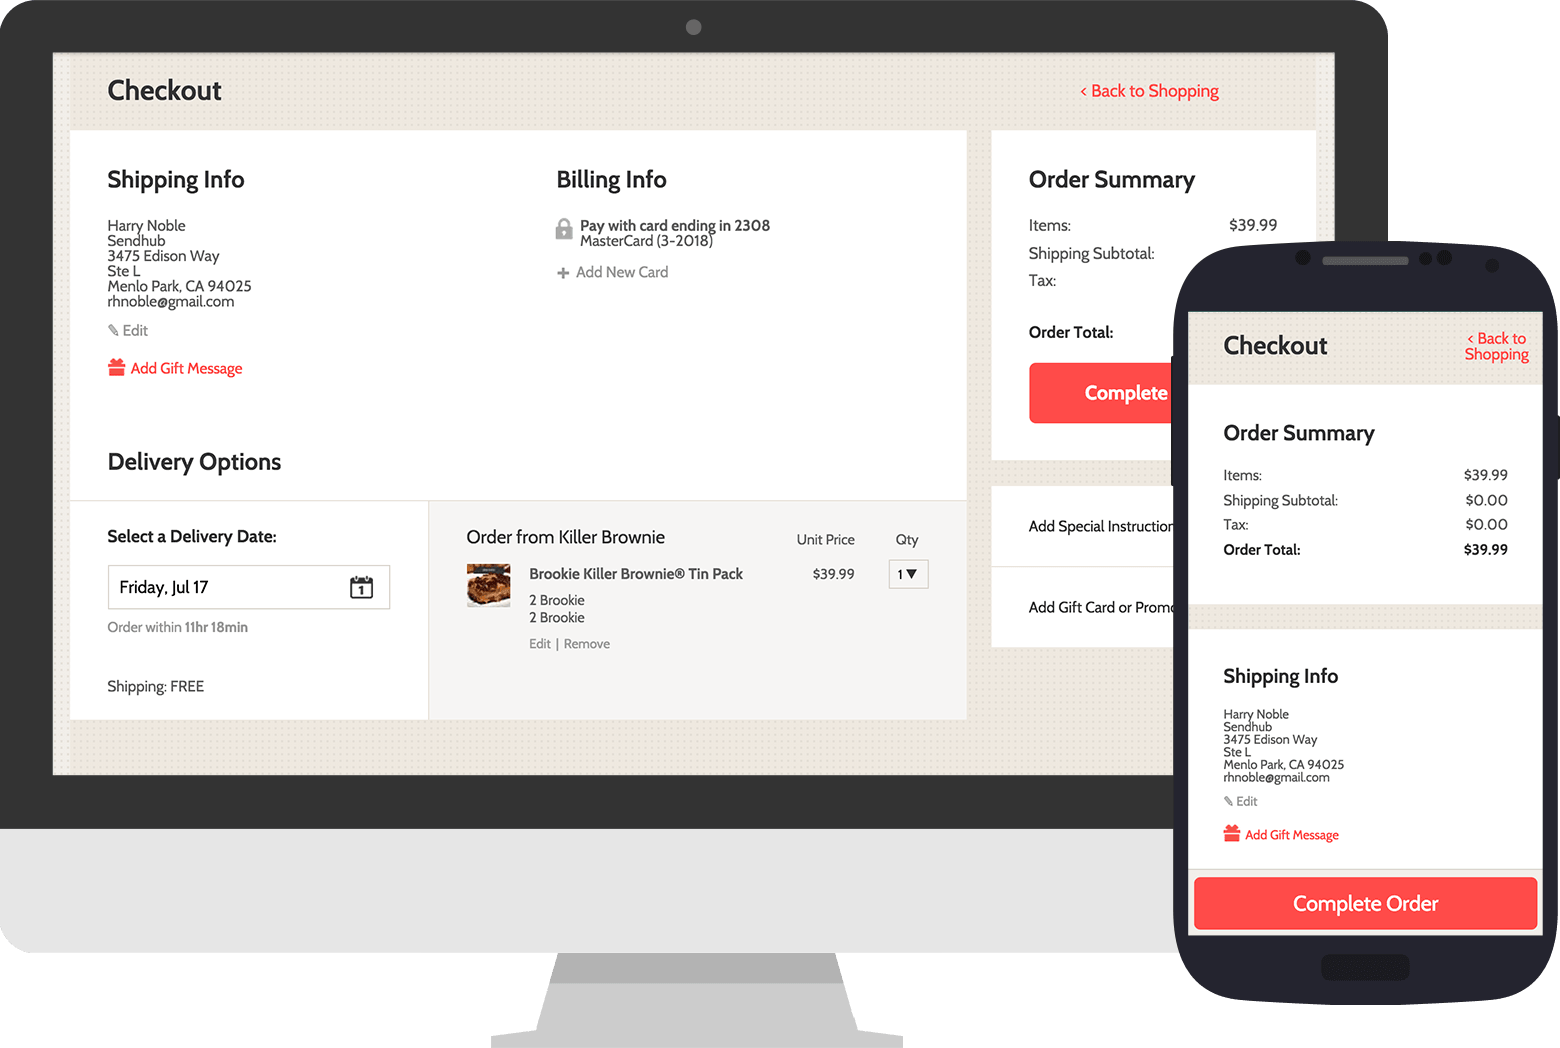 Checkout
< Back to Shopping
Shipping Info
Harry Noble
Sendhub
3475 Edison Way
Ste L
Menlo Park, CA 94025
rhnoble@gmail.com
Edit
Add Gift Message
Billing Info
Pay with card ending in 2308
MasterCard (3-2018)
+ Add New Card
Delivery Options
Select a Delivery Date:
Friday, Jul 17
1
Order within 11hr 18min
Shipping: FREE
Order from Killer Brownie
Unit Price
Qty
Brookie Killer Brownie® Tin Pack
$39.99
1▼
2 Brookie
2 Brookie
Edit | Remove
Order Summary
Items: $39.99
Shipping Subtotal:
Tax:
Order Total:
Complete
Add Special Instruction
Add Gift Card or Promo
Checkout
< Back to
Shopping
Order Summary
Items: $39.99
Shipping Subtotal: $0.00
Tax: $0.00
Order Total: $39.99
Shipping Info
Harry Noble
Sendhub
3475 Edison Way
Ste L
Menlo Park, CA 94025
rhnoble@gmail.com
Edit
Add Gift Message
Complete Order